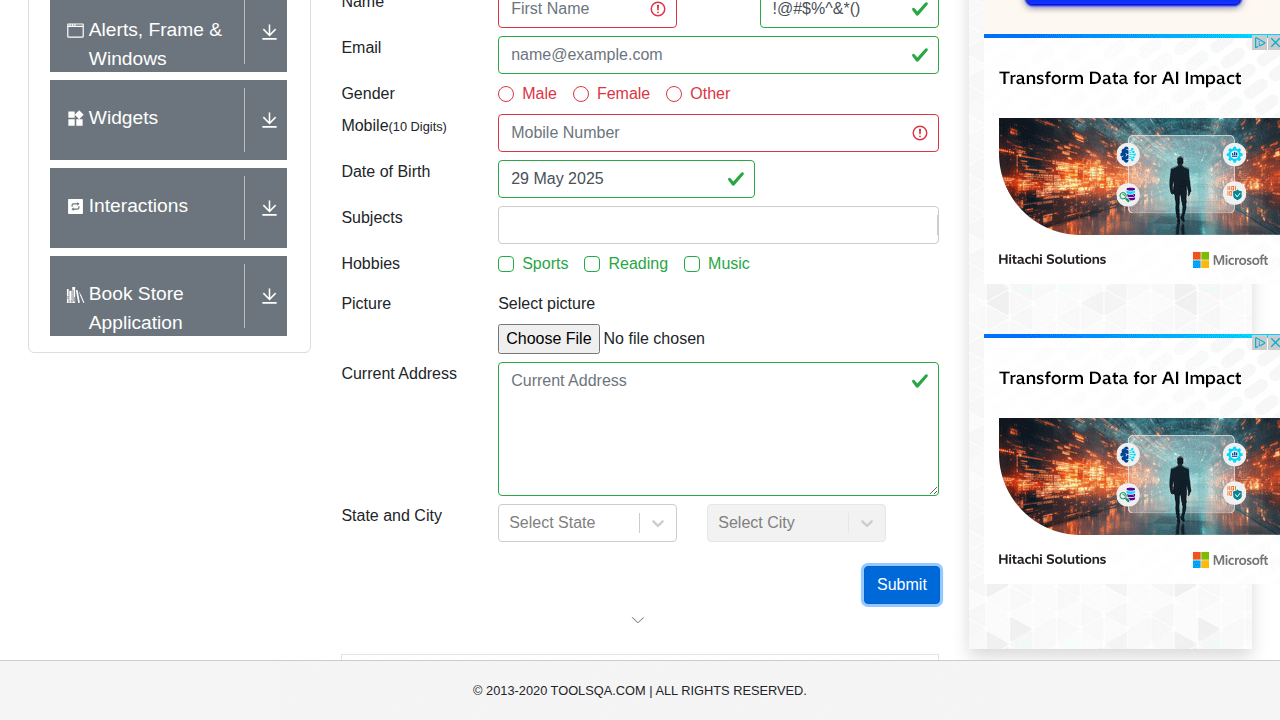 Alerts, Frame &
Windows
Widgets
Interactions
Book Store
Application
Name
First Name
!@#$%^&*()
Email
name@example.com
Gender
Male
Female
Other
Mobile(10 Digits)
Mobile Number
Date of Birth
29 May 2025
Subjects
Hobbies
Sports
Reading
Music
Picture
Select picture
Choose File No file chosen
Current Address
Current Address
State and City
Select State
Select City
Submit
Transform Data for AI Impact
Hitachi Solutions
Microsoft
Transform Data for AI Impact
Hitachi Solutions
Microsoft
© 2013-2020 TOOLSQA.COM | ALL RIGHTS RESERVED.